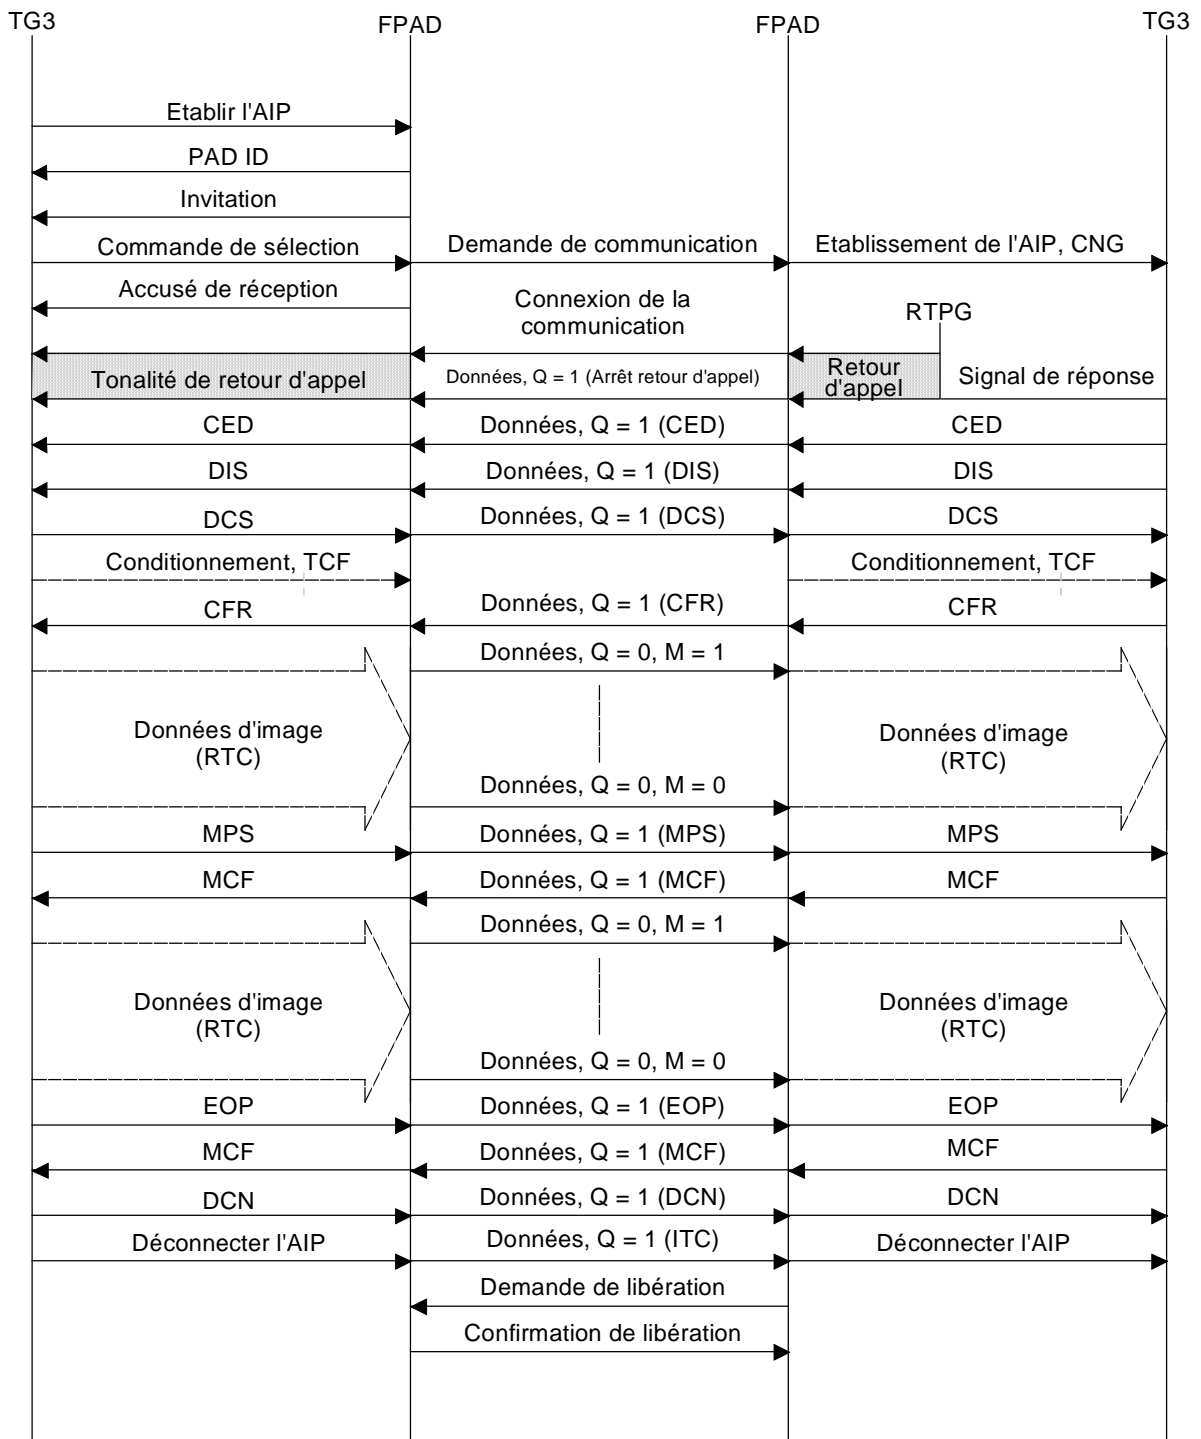 TG3 FPAD FPAD TG3
Etablir l'AIP
PAD ID
Invitation
Commande de sélection Demande de communication Etablissement de l'AIP, CNG
Accusé de réception
Connexion de la
communication
RTPG
Tonalité de retour d'appel Données, Q = 1 (Arrêt retour d'appel)
Retour
d'appel
Signal de réponse
CED Données, Q = 1 (CED) CED
DIS Données, Q = 1 (DIS) DIS
DCS Données, Q = 1 (DCS) DCS
Conditionnement, TCF Conditionnement, TCF
CFR Données, Q = 1 (CFR) CFR
Données, Q = 0, M = 1
Données d'image
(RTC)
Données d'image
(RTC)
Données, Q = 0, M = 0
MPS Données, Q = 1 (MPS) MPS
MCF Données, Q = 1 (MCF) MCF
Données, Q = 0, M = 1
Données d'image
(RTC)
Données d'image
(RTC)
Données, Q = 0, M = 0
EOP Données, Q = 1 (EOP) EOP
MCF Données, Q = 1 (MCF) MCF
DCN Données, Q = 1 (DCN) DCN
Déconnecter l'AIP Données, Q = 1 (ITC) Déconnecter l'AIP
Demande de libération
Confirmation de libération